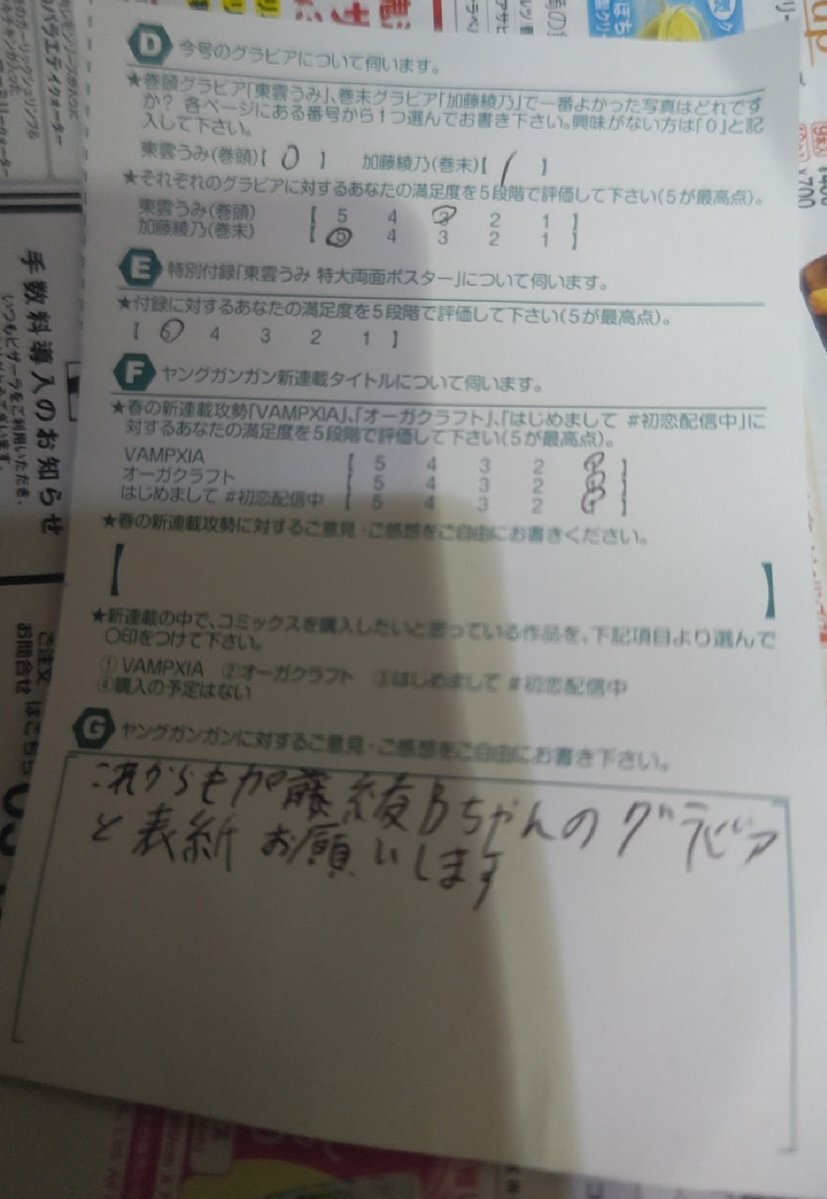 D 今号のグラビアについて伺います。
★巻頭グラビア「東雲うみ」、巻末グラビア「加藤綾乃」で一番よかった写真はどれです
か? 各ページにある番号から1つ選んでお書き下さい。興味がない方は「0」と記
入して下さい。
東雲うみ(巻頭)【 0 】 加藤綾乃(巻末)【 1 】
★それぞれのグラビアに対するあなたの満足度を5段階で評価して下さい(5が最高点)。
東雲うみ(巻頭) 【 5 4 3 2 1 】
加藤綾乃(巻末) 【 5 4 3 2 1 】
E 特別付録「東雲うみ 特大両面ポスター」について伺います。
★付録に対するあなたの満足度を5段階で評価して下さい(5が最高点)。
【 5 4 3 2 1 】
F ヤングガンガン新連載タイトルについて伺います。
★春の新連載攻勢「VAMPXIA」、「オーガクラフト」、「はじめまして #初恋配信中」に
対するあなたの満足度を5段階で評価して下さい(5が最高点)。
VAMPXIA 【 5 4 3 2 1 】
オーガクラフト 【 5 4 3 2 1 】
はじめまして #初恋配信中 【 5 4 3 2 1 】
★春の新連載攻勢に対するご意見・ご感想をご自由にお書きください。
【 】
★新連載の中で、コミックスを購入したいと思っている作品を、下記項目より選んで
○印をつけて下さい。
①VAMPXIA ②オーガクラフト ③はじめまして #初恋配信中
④購入の予定はない
G ヤングガンガンに対するご意見・ご感想をご自由にお書き下さい。
これからも加藤綾乃ちゃんのグラビア
と表紙お願いします
手数料導入のお知らせ
いつもピザーラをご利用いただき、
ご注文
お問合せ はこちら